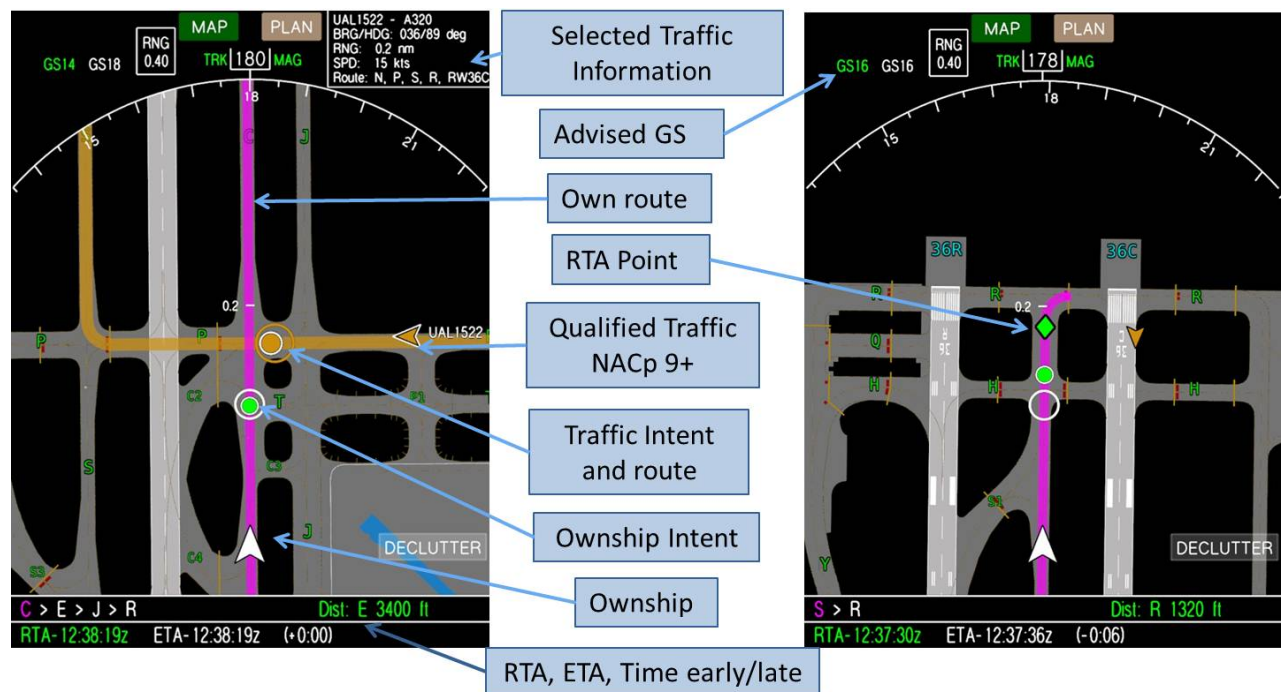 MAP
PLAN
UAL1522 - A320
BRG/HDG: 036/89 deg
RNG: 0.2 nm
SPD: 15 kts
Route: N, P, S, R, RW36C
RNG
0.40
GS14 GS18
TRK 180 MAG
18
15
21
C
J
0.2
P
P
UAL1522
C2
T
S
C3
J
C4
S3
DECLUTTER
C > E > J > R
Dist: E 3400 ft
RTA-12:38:19z ETA-12:38:19z (+0:00)
Selected Traffic
Information
Advised GS
Own route
RTA Point
Qualified Traffic
NACp 9+
Traffic Intent
and route
Ownship Intent
Ownship
RTA, ETA, Time early/late
MAP
PLAN
RNG
0.40
GS16 GS16
TRK 178 MAG
18
15
21
36R
36C
R
R
R
0.2
Q
H
H
H
S1
Y
DECLUTTER
S > R
Dist: R 1320 ft
RTA-12:37:30z ETA-12:37:36z (-0:06)